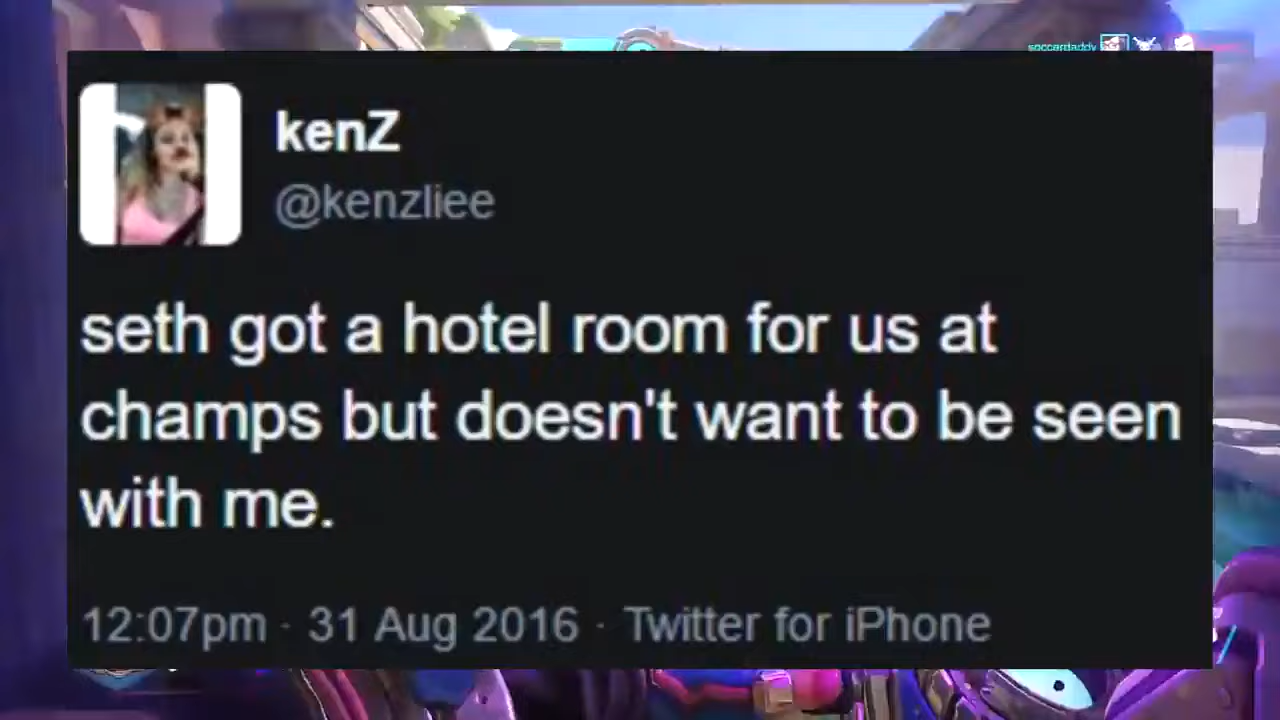 soccerdaddy
kenZ
@kenzliee
seth got a hotel room for us at
champs but doesn't want to be seen
with me.
12:07pm · 31 Aug 2016 · Twitter for iPhone